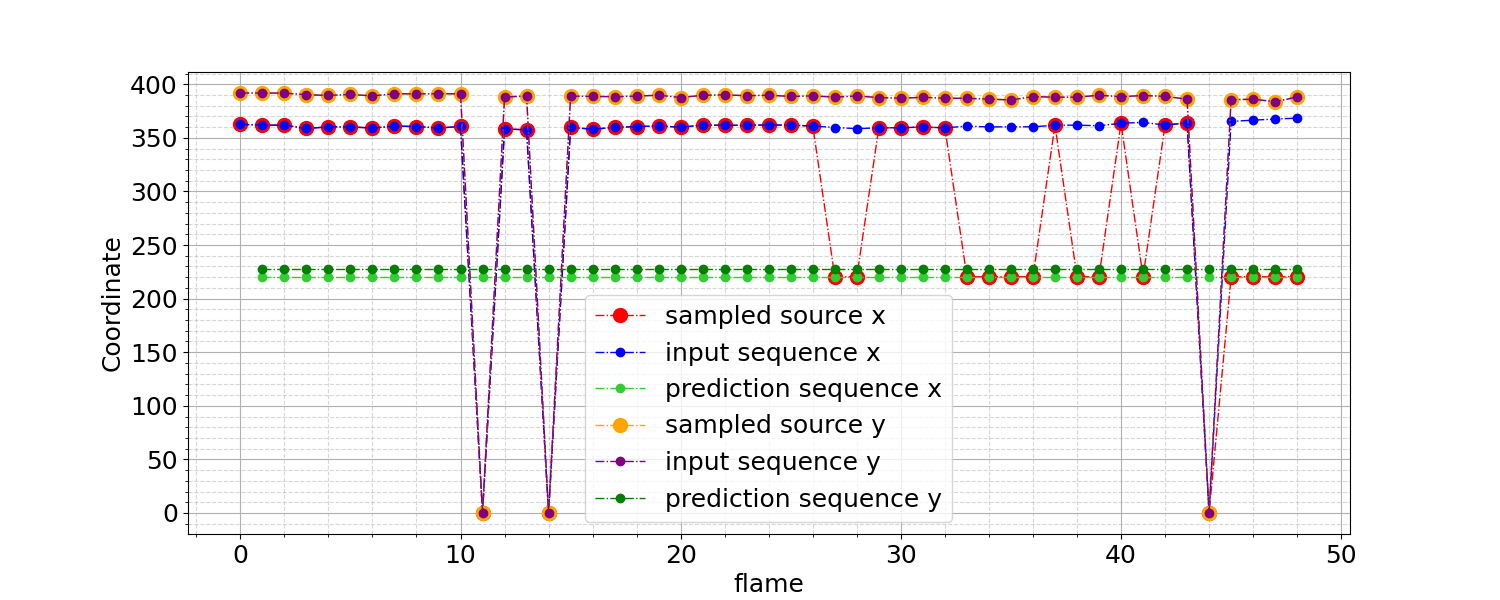 400
350
300
250
200
150
100
50
0
Coordinate
sampled source x
input sequence x
prediction sequence x
sampled source y
input sequence y
prediction sequence y
0 10 20 30 40 50
flame